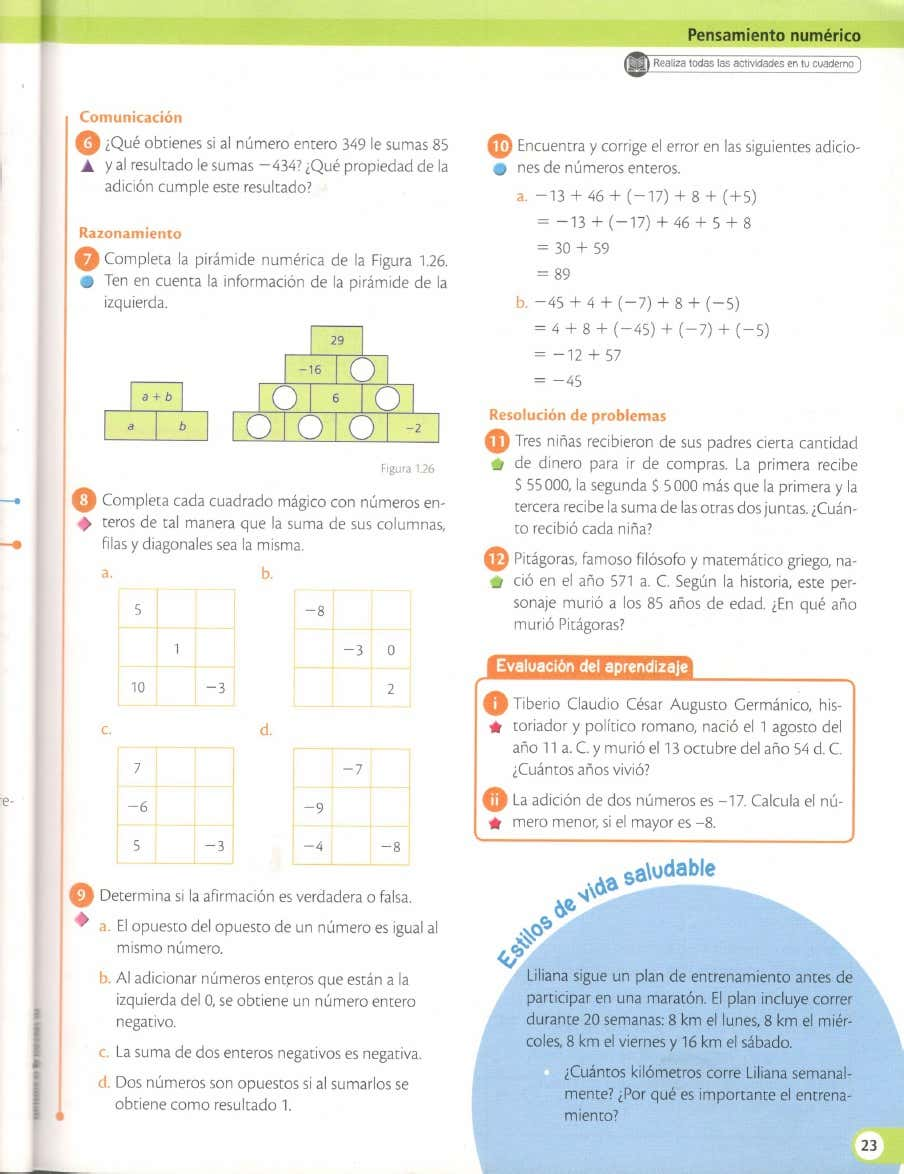 Pensamiento numérico
Realiza todas las actividades en tu cuaderno
Comunicación
6 ¿Qué obtienes si al número entero 349 le sumas 85
y al resultado le sumas −434? ¿Qué propiedad de la
adición cumple este resultado?
Razonamiento
7 Completa la pirámide numérica de la Figura 1.26.
Ten en cuenta la información de la pirámide de la
izquierda.
29
−16
a + b
6
a b
−2
Figura 1.26
8 Completa cada cuadrado mágico con números en-
teros de tal manera que la suma de sus columnas,
filas y diagonales sea la misma.
a. b.
5
1
10 −3
−8
−3 0
2
c. d.
7
−6
5 −3
−7
−9
−4 −8
9 Determina si la afirmación es verdadera o falsa.
a. El opuesto del opuesto de un número es igual al
mismo número.
b. Al adicionar números enteros que están a la
izquierda del 0, se obtiene un número entero
negativo.
c. La suma de dos enteros negativos es negativa.
d. Dos números son opuestos si al sumarlos se
obtiene como resultado 1.
10 Encuentra y corrige el error en las siguientes adicio-
nes de números enteros.
a. −13 + 46 + (−17) + 8 + (+5)
= −13 + (−17) + 46 + 5 + 8
= 30 + 59
= 89
b. −45 + 4 + (−7) + 8 + (−5)
= 4 + 8 + (−45) + (−7) + (−5)
= −12 + 57
= −45
Resolución de problemas
11 Tres niñas recibieron de sus padres cierta cantidad
de dinero para ir de compras. La primera recibe
$ 55 000, la segunda $ 5 000 más que la primera y la
tercera recibe la suma de las otras dos juntas. ¿Cuán-
to recibió cada niña?
12 Pitágoras, famoso filósofo y matemático griego, na-
ció en el año 571 a. C. Según la historia, este per-
sonaje murió a los 85 años de edad. ¿En qué año
murió Pitágoras?
Evaluación del aprendizaje
i Tiberio Claudio César Augusto Germánico, his-
toriador y político romano, nació el 1 agosto del
año 11 a. C. y murió el 13 octubre del año 54 d. C.
¿Cuántos años vivió?
ii La adición de dos números es −17. Calcula el nú-
mero menor, si el mayor es −8.
Estilos de vida saludable
Liliana sigue un plan de entrenamiento antes de
participar en una maratón. El plan incluye correr
durante 20 semanas: 8 km el lunes, 8 km el miér-
coles, 8 km el viernes y 16 km el sábado.
• ¿Cuántos kilómetros corre Liliana semanal-
mente? ¿Por qué es importante el entrena-
miento?
23